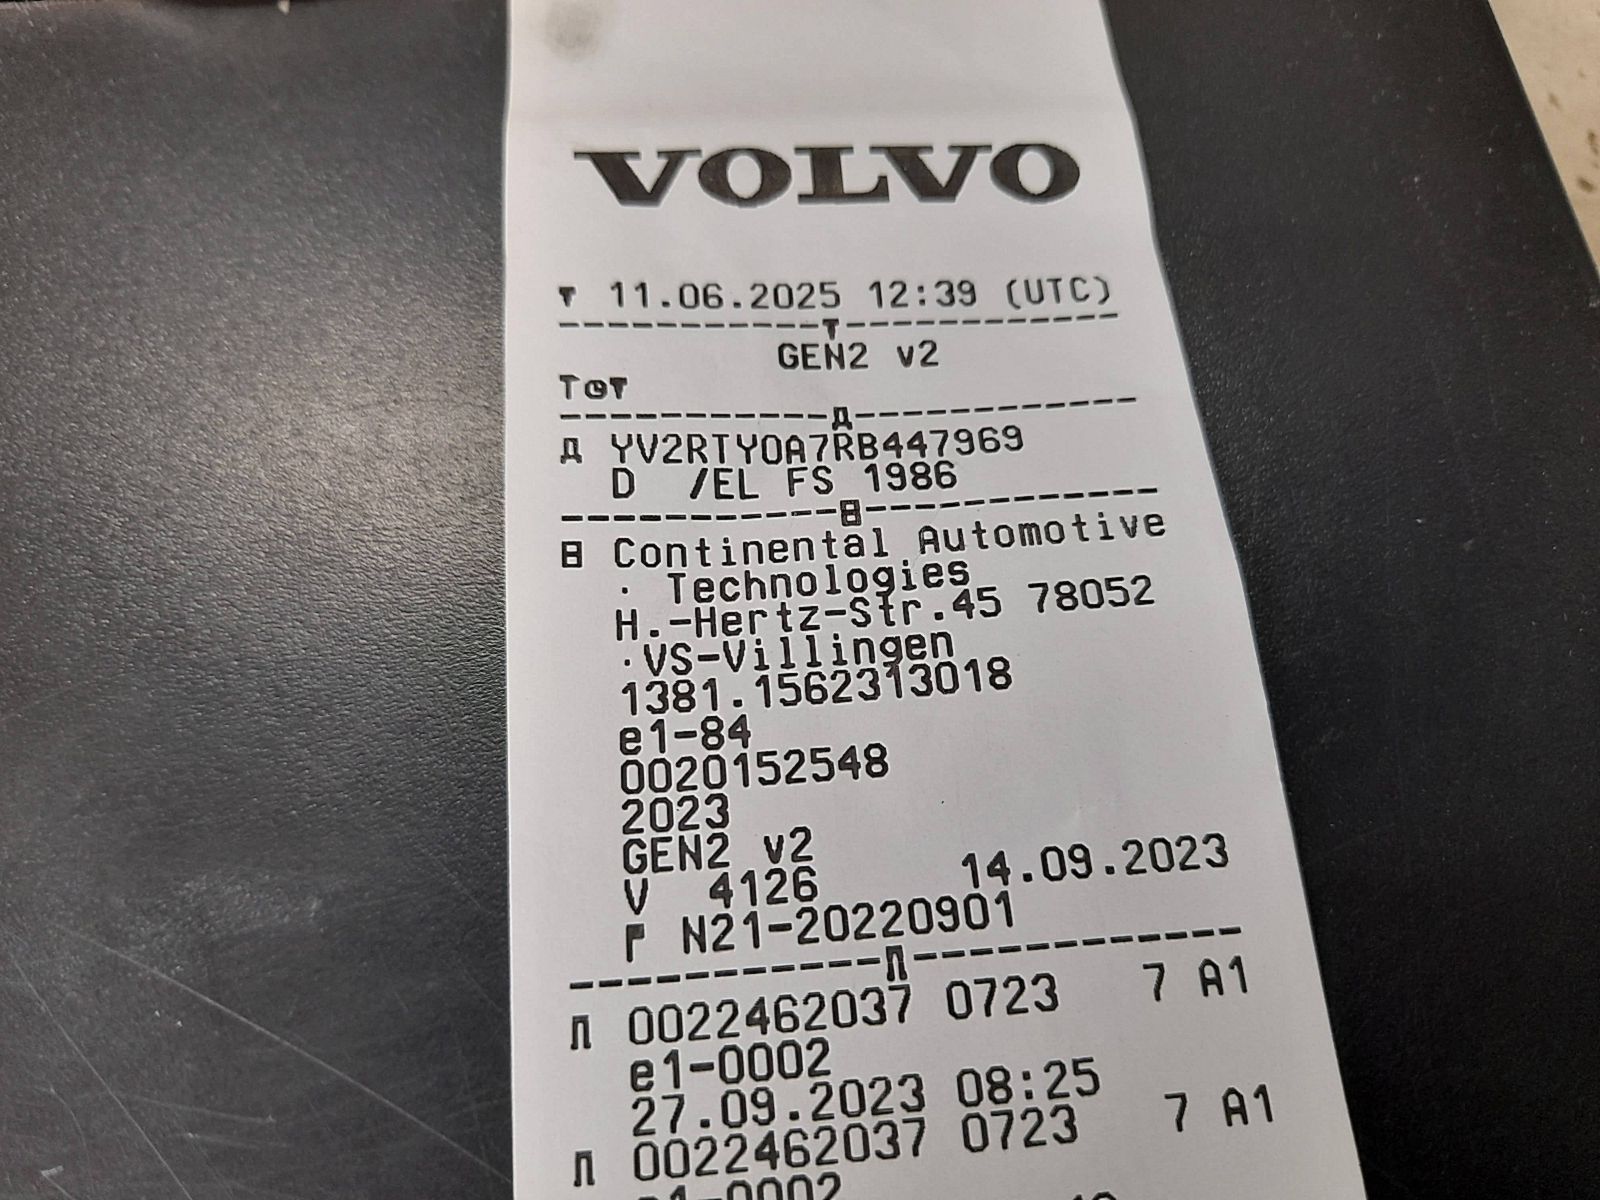 VOLVO
▼ 11.06.2025 12:39 (UTC)
-----------▼-----------
GEN2 v2
T⊙▼
-----------Д-----------
Д YV2RTY0A7RB447969
D /EL FS 1986
-----------B-----------
B Continental Automotive
. Technologies
H.-Hertz-Str.45 78052
.VS-Villingen
1381.1562313018
e1-84
0020152548
2023
GEN2 v2
V 4126 14.09.2023
Γ N21-20220901
-----------Л-----------
Л 0022462037 0723 7 A1
e1-0002
27.09.2023 08:25
Л 0022462037 0723 7 A1
e1-0002